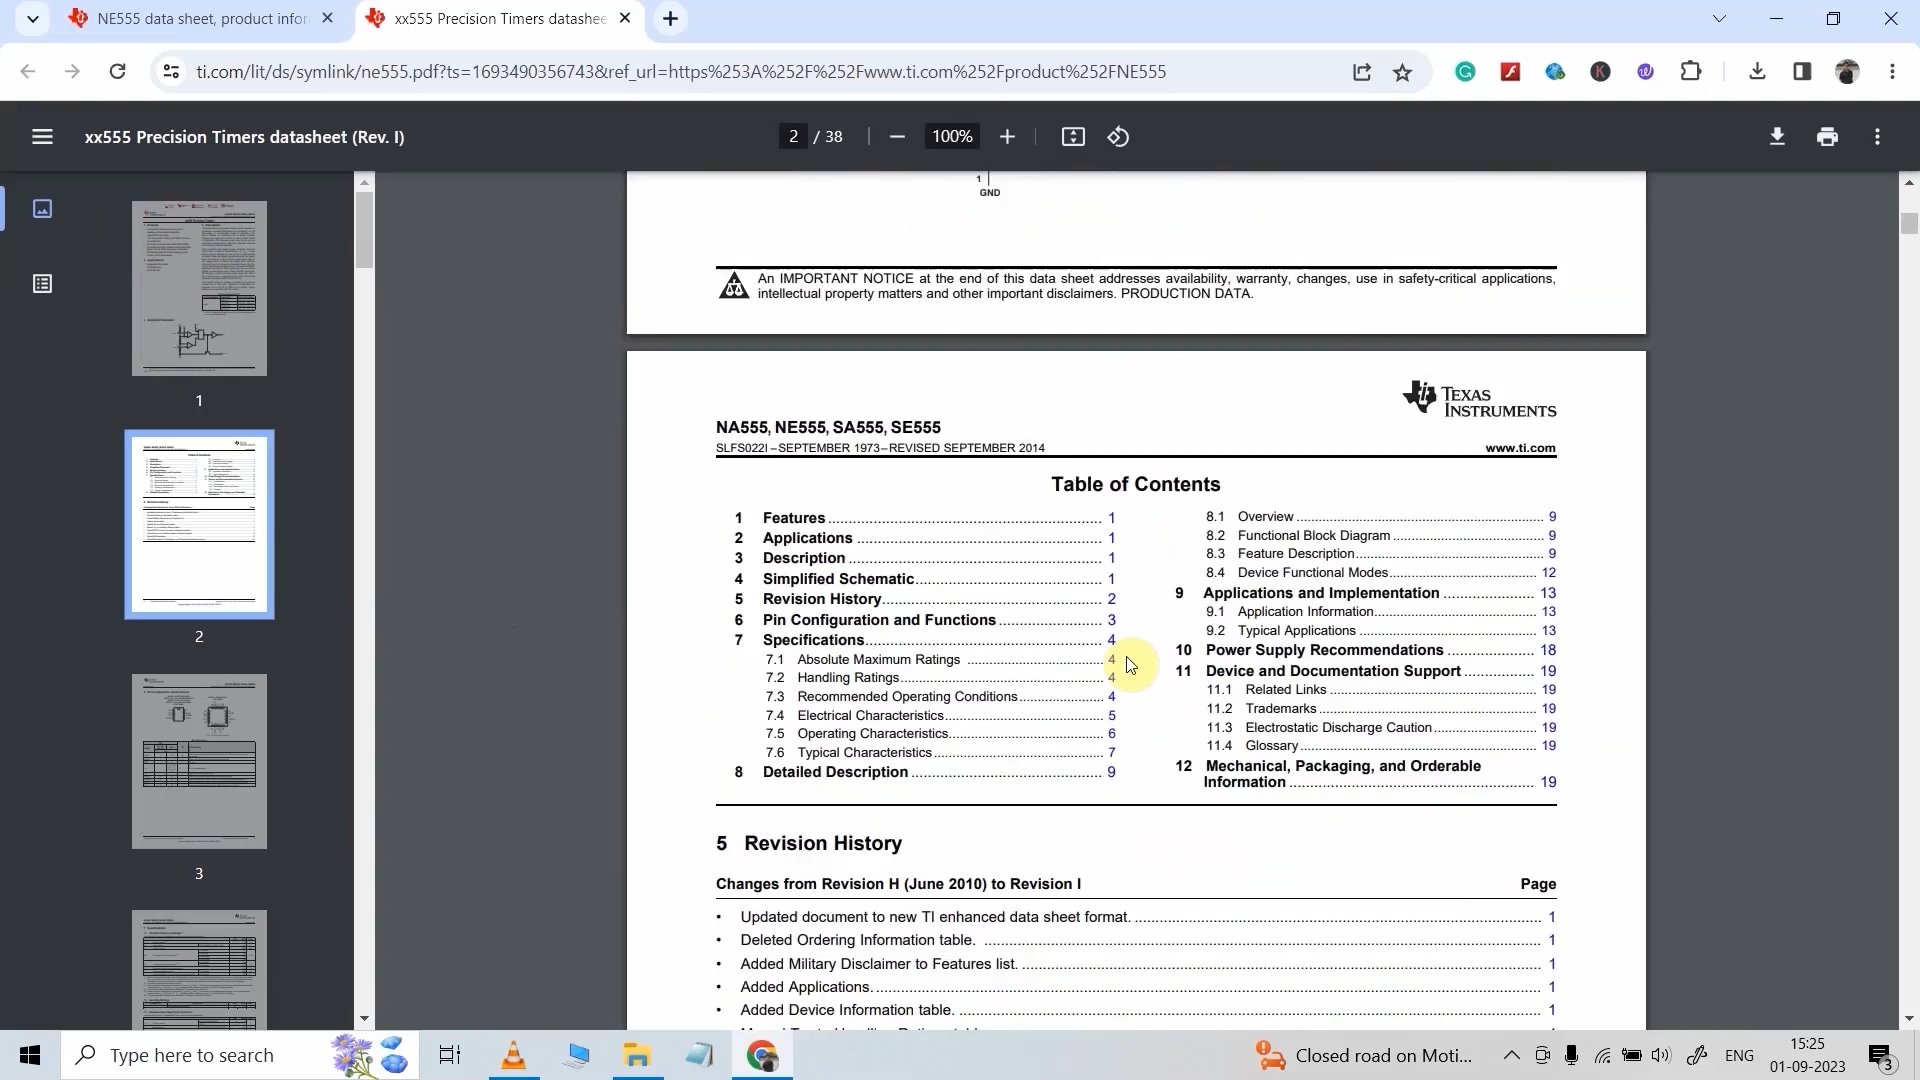 NE555 data sheet, product infor
xx555 Precision Timers datashee
ti.com/lit/ds/symlink/ne555.pdf?ts=1693490356743&ref_url=https%253A%252F%252Fwww.ti.com%252Fproduct%252FNE555
xx555 Precision Timers datasheet (Rev. I)
2 / 38
100%
1
2
3
1
GND
An IMPORTANT NOTICE at the end of this data sheet addresses availability, warranty, changes, use in safety-critical applications,
intellectual property matters and other important disclaimers. PRODUCTION DATA.
TEXAS
INSTRUMENTS
NA555, NE555, SA555, SE555
SLFS022I – SEPTEMBER 1973 – REVISED SEPTEMBER 2014
www.ti.com
Table of Contents
1 Features 1
2 Applications 1
3 Description 1
4 Simplified Schematic 1
5 Revision History 2
6 Pin Configuration and Functions 3
7 Specifications 4
7.1 Absolute Maximum Ratings 4
7.2 Handling Ratings 4
7.3 Recommended Operating Conditions 4
7.4 Electrical Characteristics 5
7.5 Operating Characteristics 6
7.6 Typical Characteristics 7
8 Detailed Description 9
8.1 Overview 9
8.2 Functional Block Diagram 9
8.3 Feature Description 9
8.4 Device Functional Modes 12
9 Applications and Implementation 13
9.1 Application Information 13
9.2 Typical Applications 13
10 Power Supply Recommendations 18
11 Device and Documentation Support 19
11.1 Related Links 19
11.2 Trademarks 19
11.3 Electrostatic Discharge Caution 19
11.4 Glossary 19
12 Mechanical, Packaging, and Orderable
Information 19
5 Revision History
Changes from Revision H (June 2010) to Revision I Page
• Updated document to new TI enhanced data sheet format. 1
• Deleted Ordering Information table. 1
• Added Military Disclaimer to Features list. 1
• Added Applications. 1
• Added Device Information table. 1
Type here to search
Closed road on Moti...
ENG
15:25
01-09-2023
3